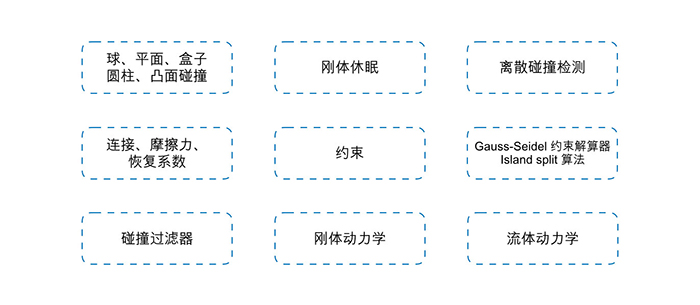 球、平面、盒子
圆柱、凸面碰撞
刚体休眠
离散碰撞检测
连接、摩擦力、
恢复系数
约束
Gauss-Seidel 约束解算器
Island split 算法
碰撞过滤器
刚体动力学
流体动力学